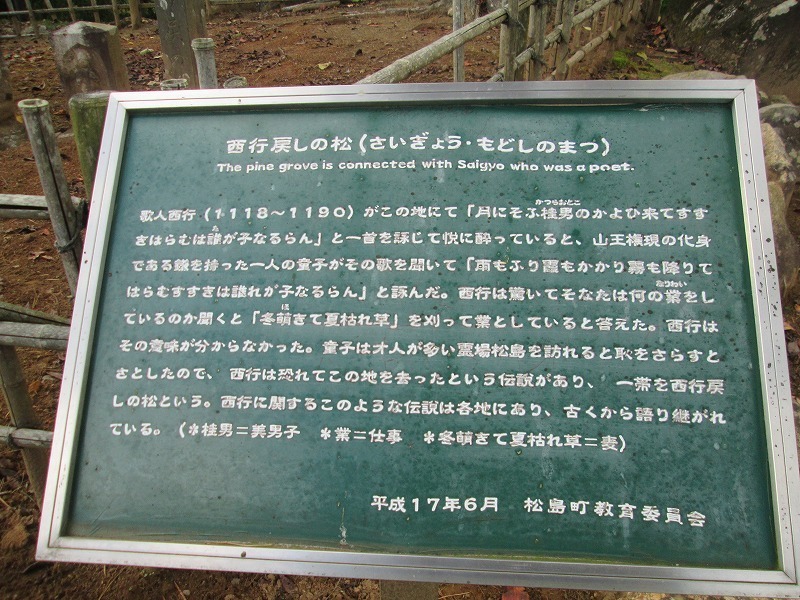 西行戻しの松(さいぎょう・もどしのまつ)
The pine grove is connected with Saigyo who was a poet.
歌人西行(1118~1190)がこの地にて「月にそふ桂男(かつらおとこ)のかよひ来てすす
きはらむは誰(た)が子なるらん」と一首を詠じて悦に酔っていると、山王権現の化身
である鎌を持った一人の童子がその歌を聞いて「雨もふり霞もかかり霧も降りて
はらむすすきは誰れが子なるらん」と詠んだ。西行は驚いてそなたは何の業(なりわい)をし
ているのか聞くと「冬萌(ほ)きて夏枯れ草」を刈って業としていると答えた。西行は
その意味が分からなかった。童子は才人が多い霊場松島を訪れると恥をさらすと
さとしたので、西行は恐れてこの地を去ったという伝説があり、一帯を西行戻
しの松という。西行に関するこのような伝説は各地にあり、古くから語り継がれ
ている。(*桂男=美男子 *業=仕事 *冬萌きて夏枯れ草=麦)
平成17年6月 松島町教育委員会